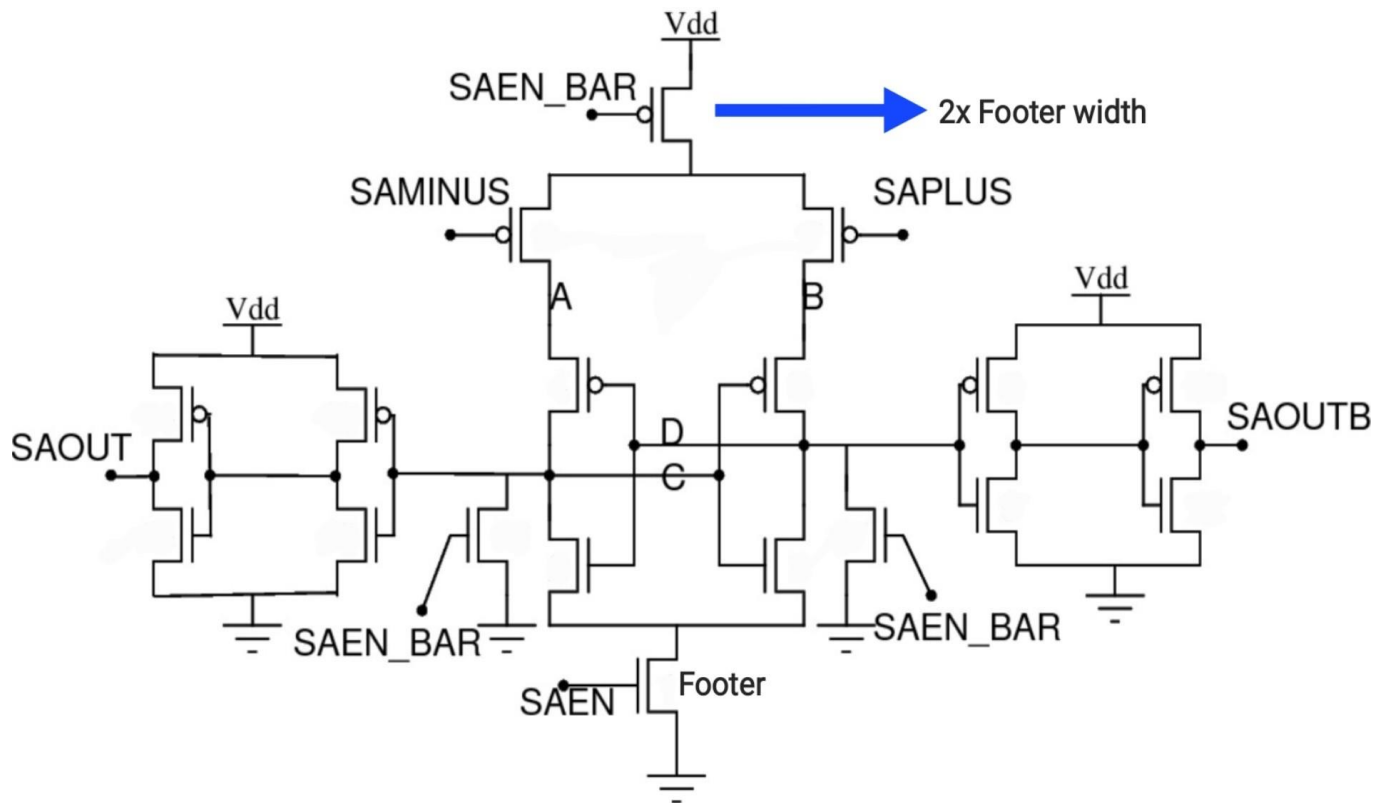 Vdd
SAEN_BAR
2x Footer width
SAMINUS
SAPLUS
A
B
Vdd
Vdd
SAOUT
D
C
SAOUTB
SAEN_BAR
SAEN_BAR
SAEN
Footer